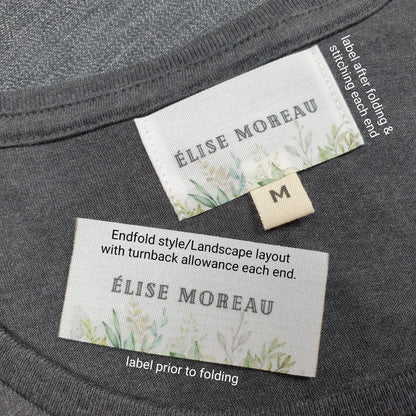 label after folding &
stitching each end
ÉLISE MOREAU
M
Endfold style/Landscape layout
with turnback allowance each end.
ÉLISE MOREAU
label prior to folding